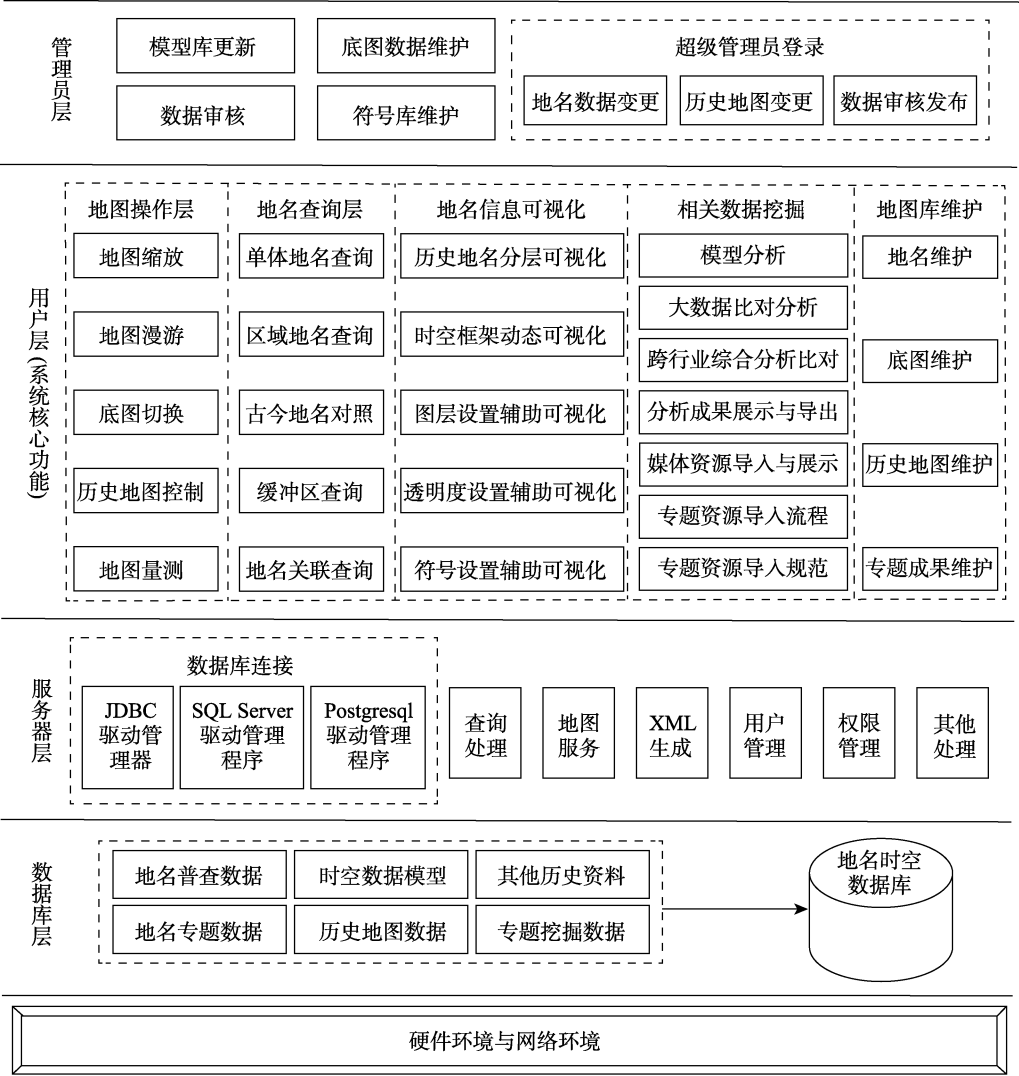 管理员层
模型库更新
底图数据维护
数据审核
符号库维护
超级管理员登录
地名数据变更
历史地图变更
数据审核发布
用户层(系统核心功能)
地图操作层
地图缩放
地图漫游
底图切换
历史地图控制
地图量测
地名查询层
单体地名查询
区域地名查询
古今地名对照
缓冲区查询
地名关联查询
地名信息可视化
历史地名分层可视化
时空框架动态可视化
图层设置辅助可视化
透明度设置辅助可视化
符号设置辅助可视化
相关数据挖掘
模型分析
大数据比对分析
跨行业综合分析比对
分析成果展示与导出
媒体资源导入与展示
专题资源导入流程
专题资源导入规范
地图库维护
地名维护
底图维护
历史地图维护
专题成果维护
服务器层
数据库连接
JDBC
驱动管
理器
SQL Server
驱动管理
程序
Postgresql
驱动管理
程序
查询
处理
地图
服务
XML
生成
用户
管理
权限
管理
其他
处理
数据库层
地名普查数据
时空数据模型
其他历史资料
地名专题数据
历史地图数据
专题挖掘数据
地名时空
数据库
硬件环境与网络环境